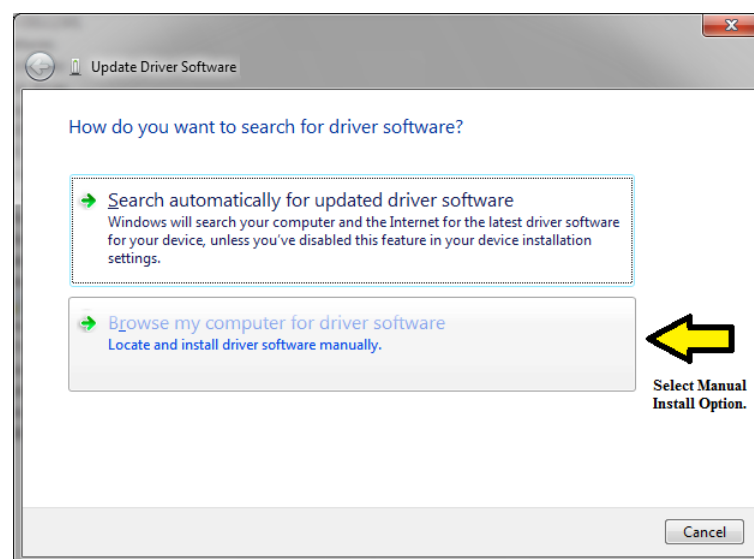 Update Driver Software
How do you want to search for driver software?
Search automatically for updated driver software
Windows will search your computer and the Internet for the latest driver software
for your device, unless you've disabled this feature in your device installation
settings.
Browse my computer for driver software
Locate and install driver software manually.
Select Manual
Install Option.
Cancel